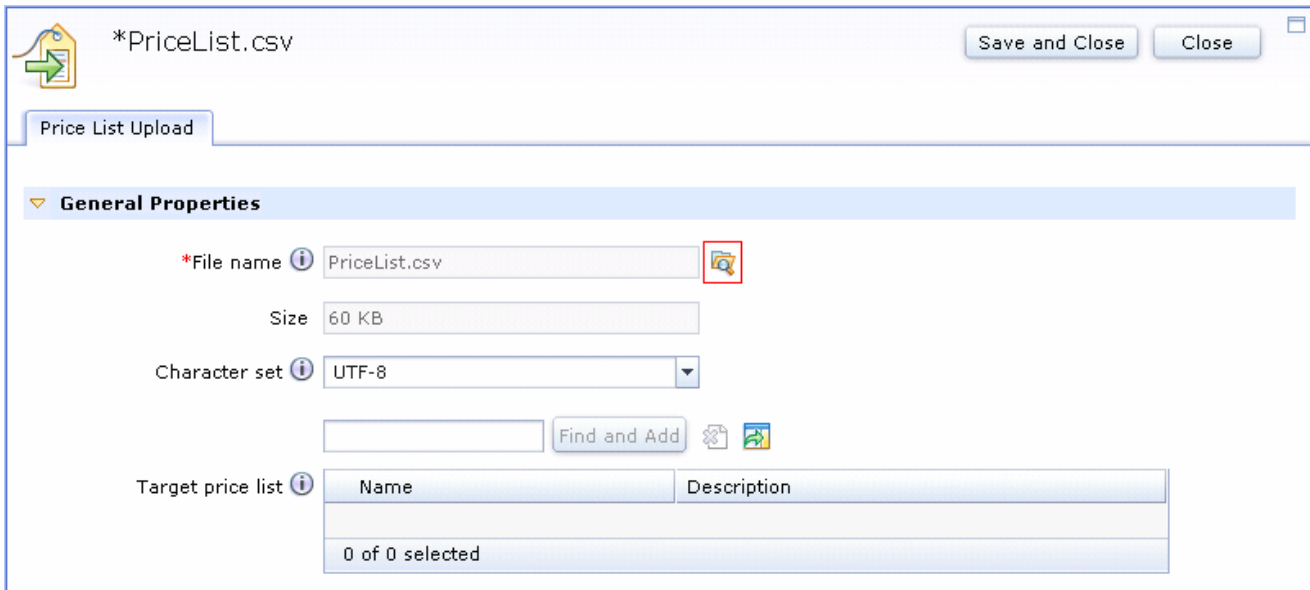 *PriceList.csv
Save and Close Close
Price List Upload
General Properties
*File name PriceList.csv
Size 60 KB
Character set UTF-8
Find and Add
Target price list Name Description
0 of 0 selected